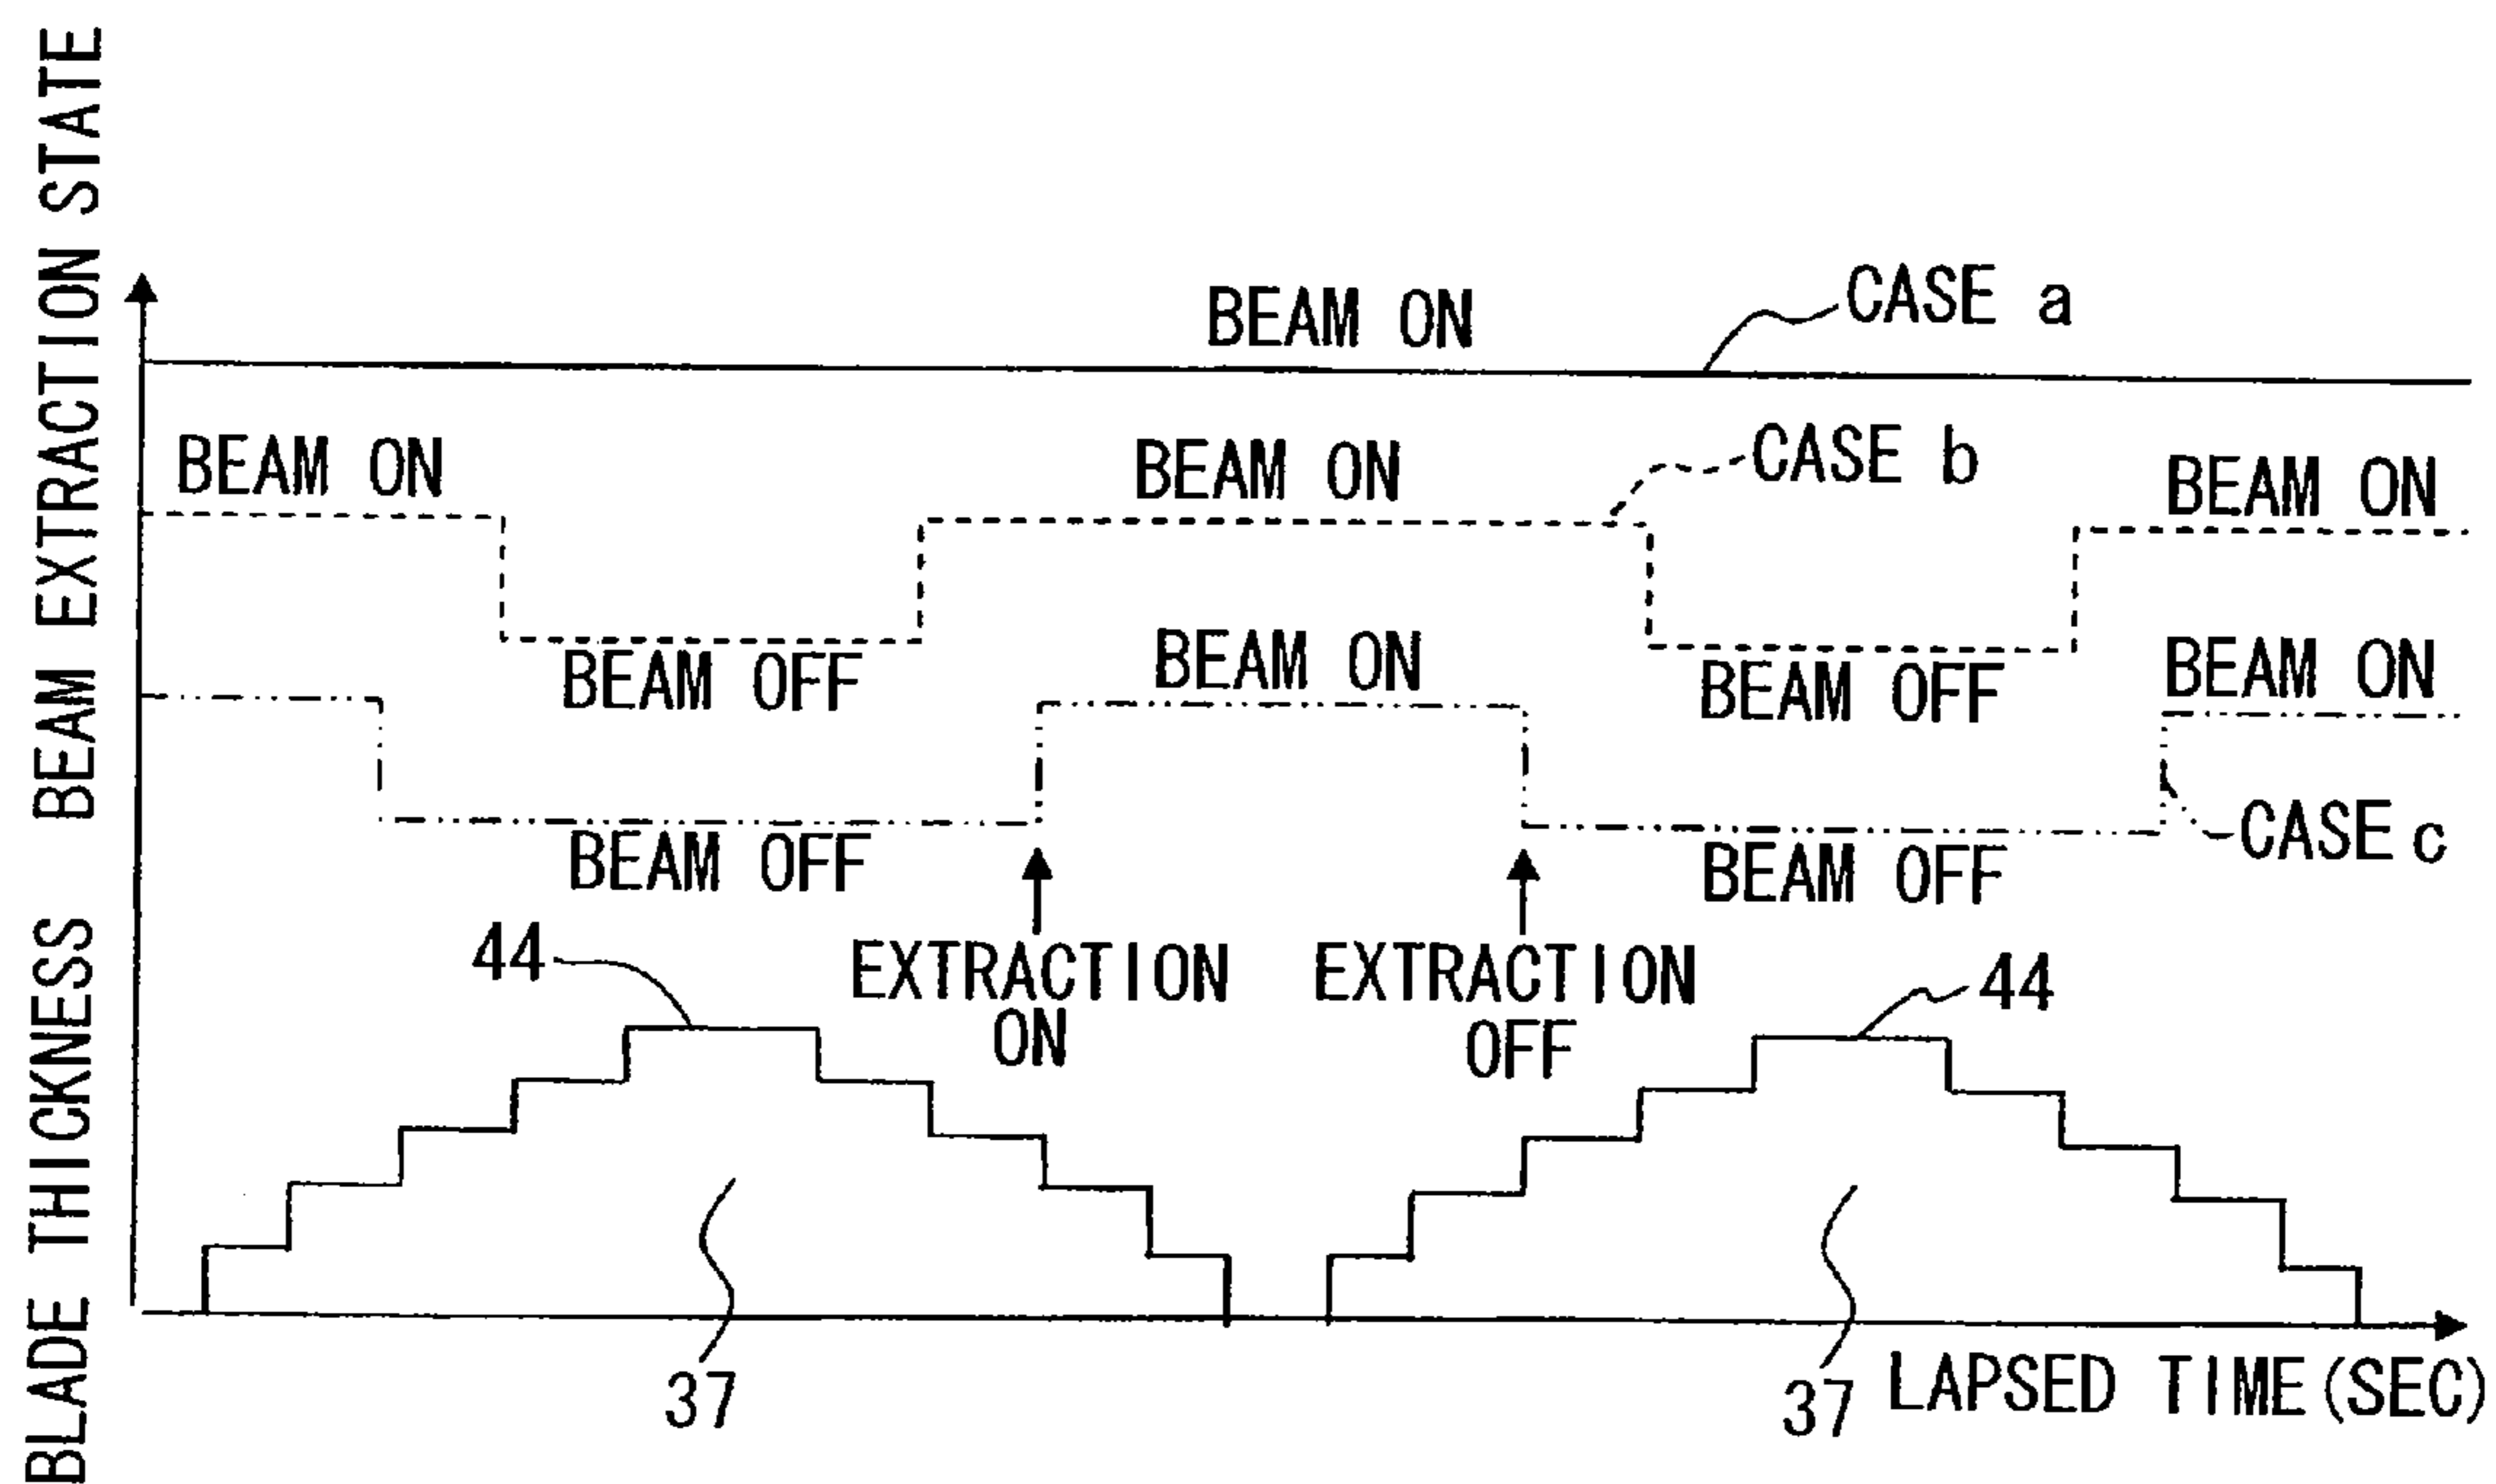 BEAM EXTRACTION STATE
BLADE THICKNESS
BEAM ON
CASE a
BEAM ON
BEAM ON
CASE b
BEAM ON
BEAM OFF
BEAM ON
BEAM OFF
BEAM ON
BEAM OFF
BEAM OFF
CASE c
44
EXTRACTION
ON
EXTRACTION
OFF
44
37
37
LAPSED TIME (SEC)